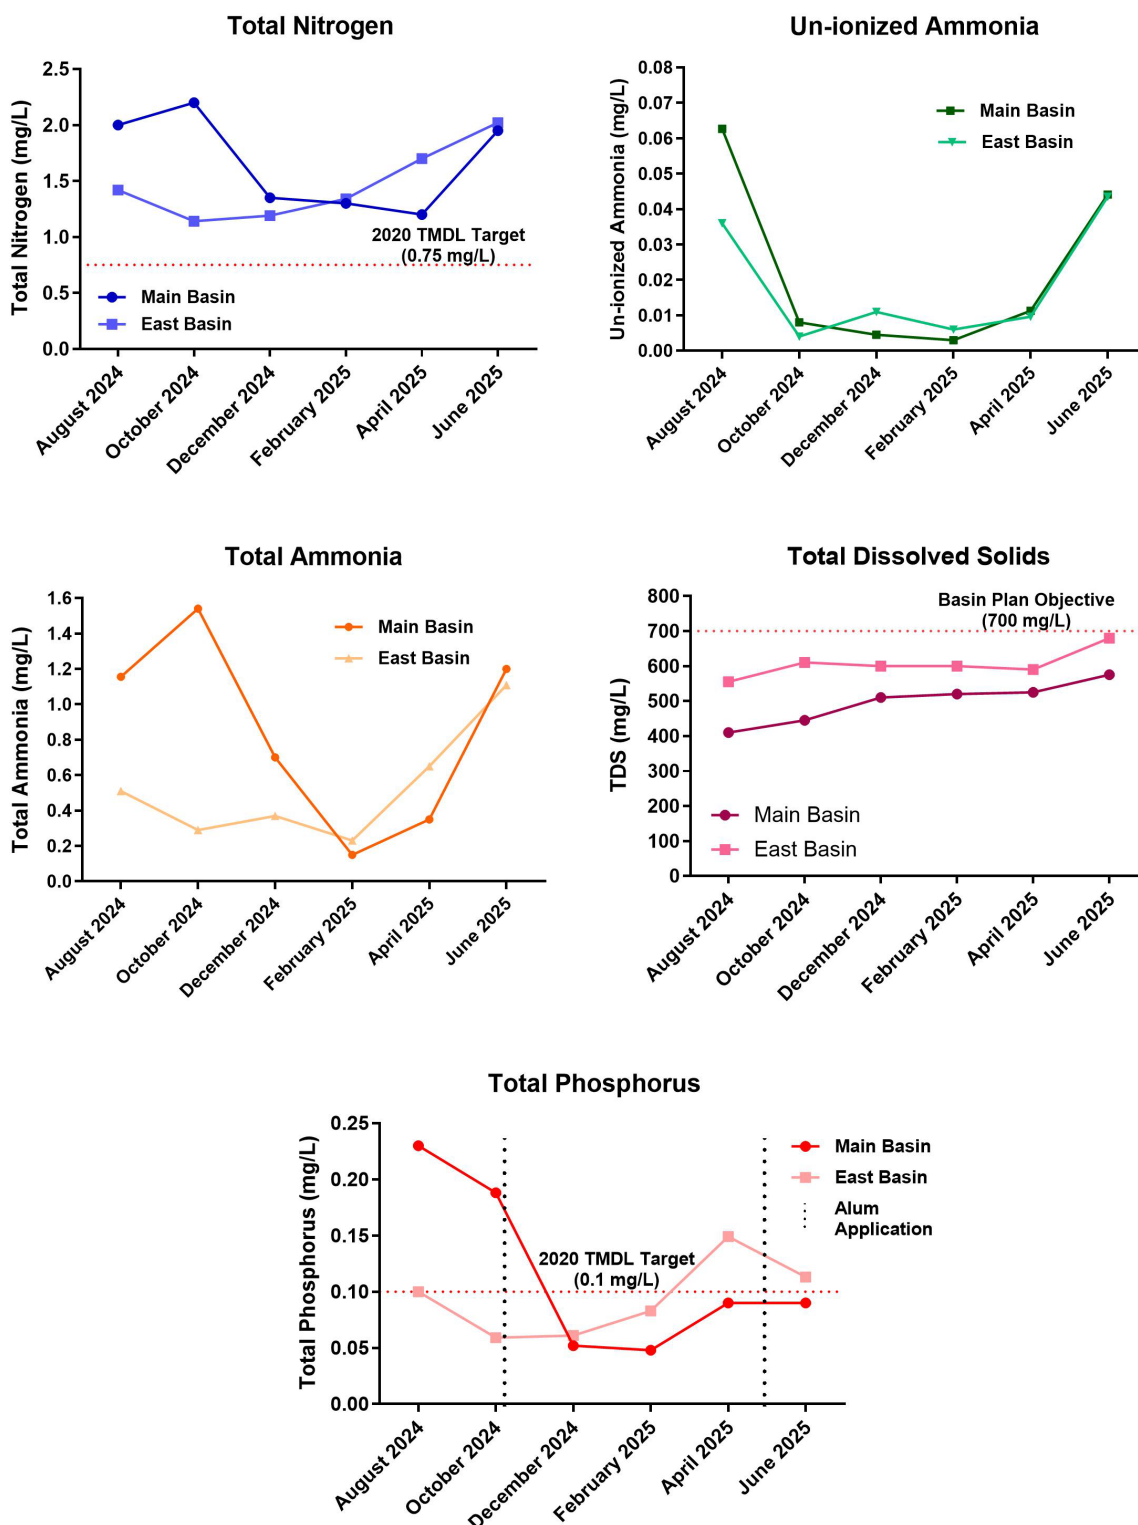 Total Nitrogen
Total Nitrogen (mg/L)
2.5
2.0
1.5
1.0
0.5
0.0
2020 TMDL Target
(0.75 mg/L)
Main Basin
East Basin
August 2024
October 2024
December 2024
February 2025
April 2025
June 2025
Un-ionized Ammonia
Un-ionized Ammonia (mg/L)
0.08
0.07
0.06
0.05
0.04
0.03
0.02
0.01
0.00
Main Basin
East Basin
August 2024
October 2024
December 2024
February 2025
April 2025
June 2025
Total Ammonia
Total Ammonia (mg/L)
1.6
1.4
1.2
1.0
0.8
0.6
0.4
0.2
0.0
Main Basin
East Basin
August 2024
October 2024
December 2024
February 2025
April 2025
June 2025
Total Dissolved Solids
TDS (mg/L)
800
700
600
500
400
300
200
100
0
Basin Plan Objective
(700 mg/L)
Main Basin
East Basin
August 2024
October 2024
December 2024
February 2025
April 2025
June 2025
Total Phosphorus
Total Phosphorus (mg/L)
0.25
0.20
0.15
0.10
0.05
0.00
2020 TMDL Target
(0.1 mg/L)
Main Basin
East Basin
Alum
Application
August 2024
October 2024
December 2024
February 2025
April 2025
June 2025